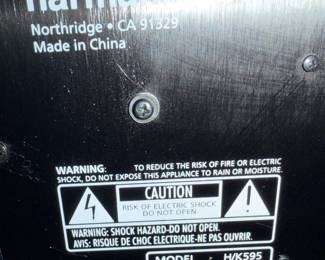 Northridge • CA 91329
Made in China
WARNING: TO REDUCE THE RISK OF FIRE OR ELECTRIC
SHOCK, DO NOT EXPOSE THIS APPLIANCE TO RAIN OR MOISTURE.
CAUTION
RISK OF ELECTRIC SHOCK
DO NOT OPEN
WARNING: SHOCK HAZARD-DO NOT OPEN.
AVIS: RISQUE DE CHOC ELECTRIQUE-NE PAS OUVRIR.
MODEL H/K595